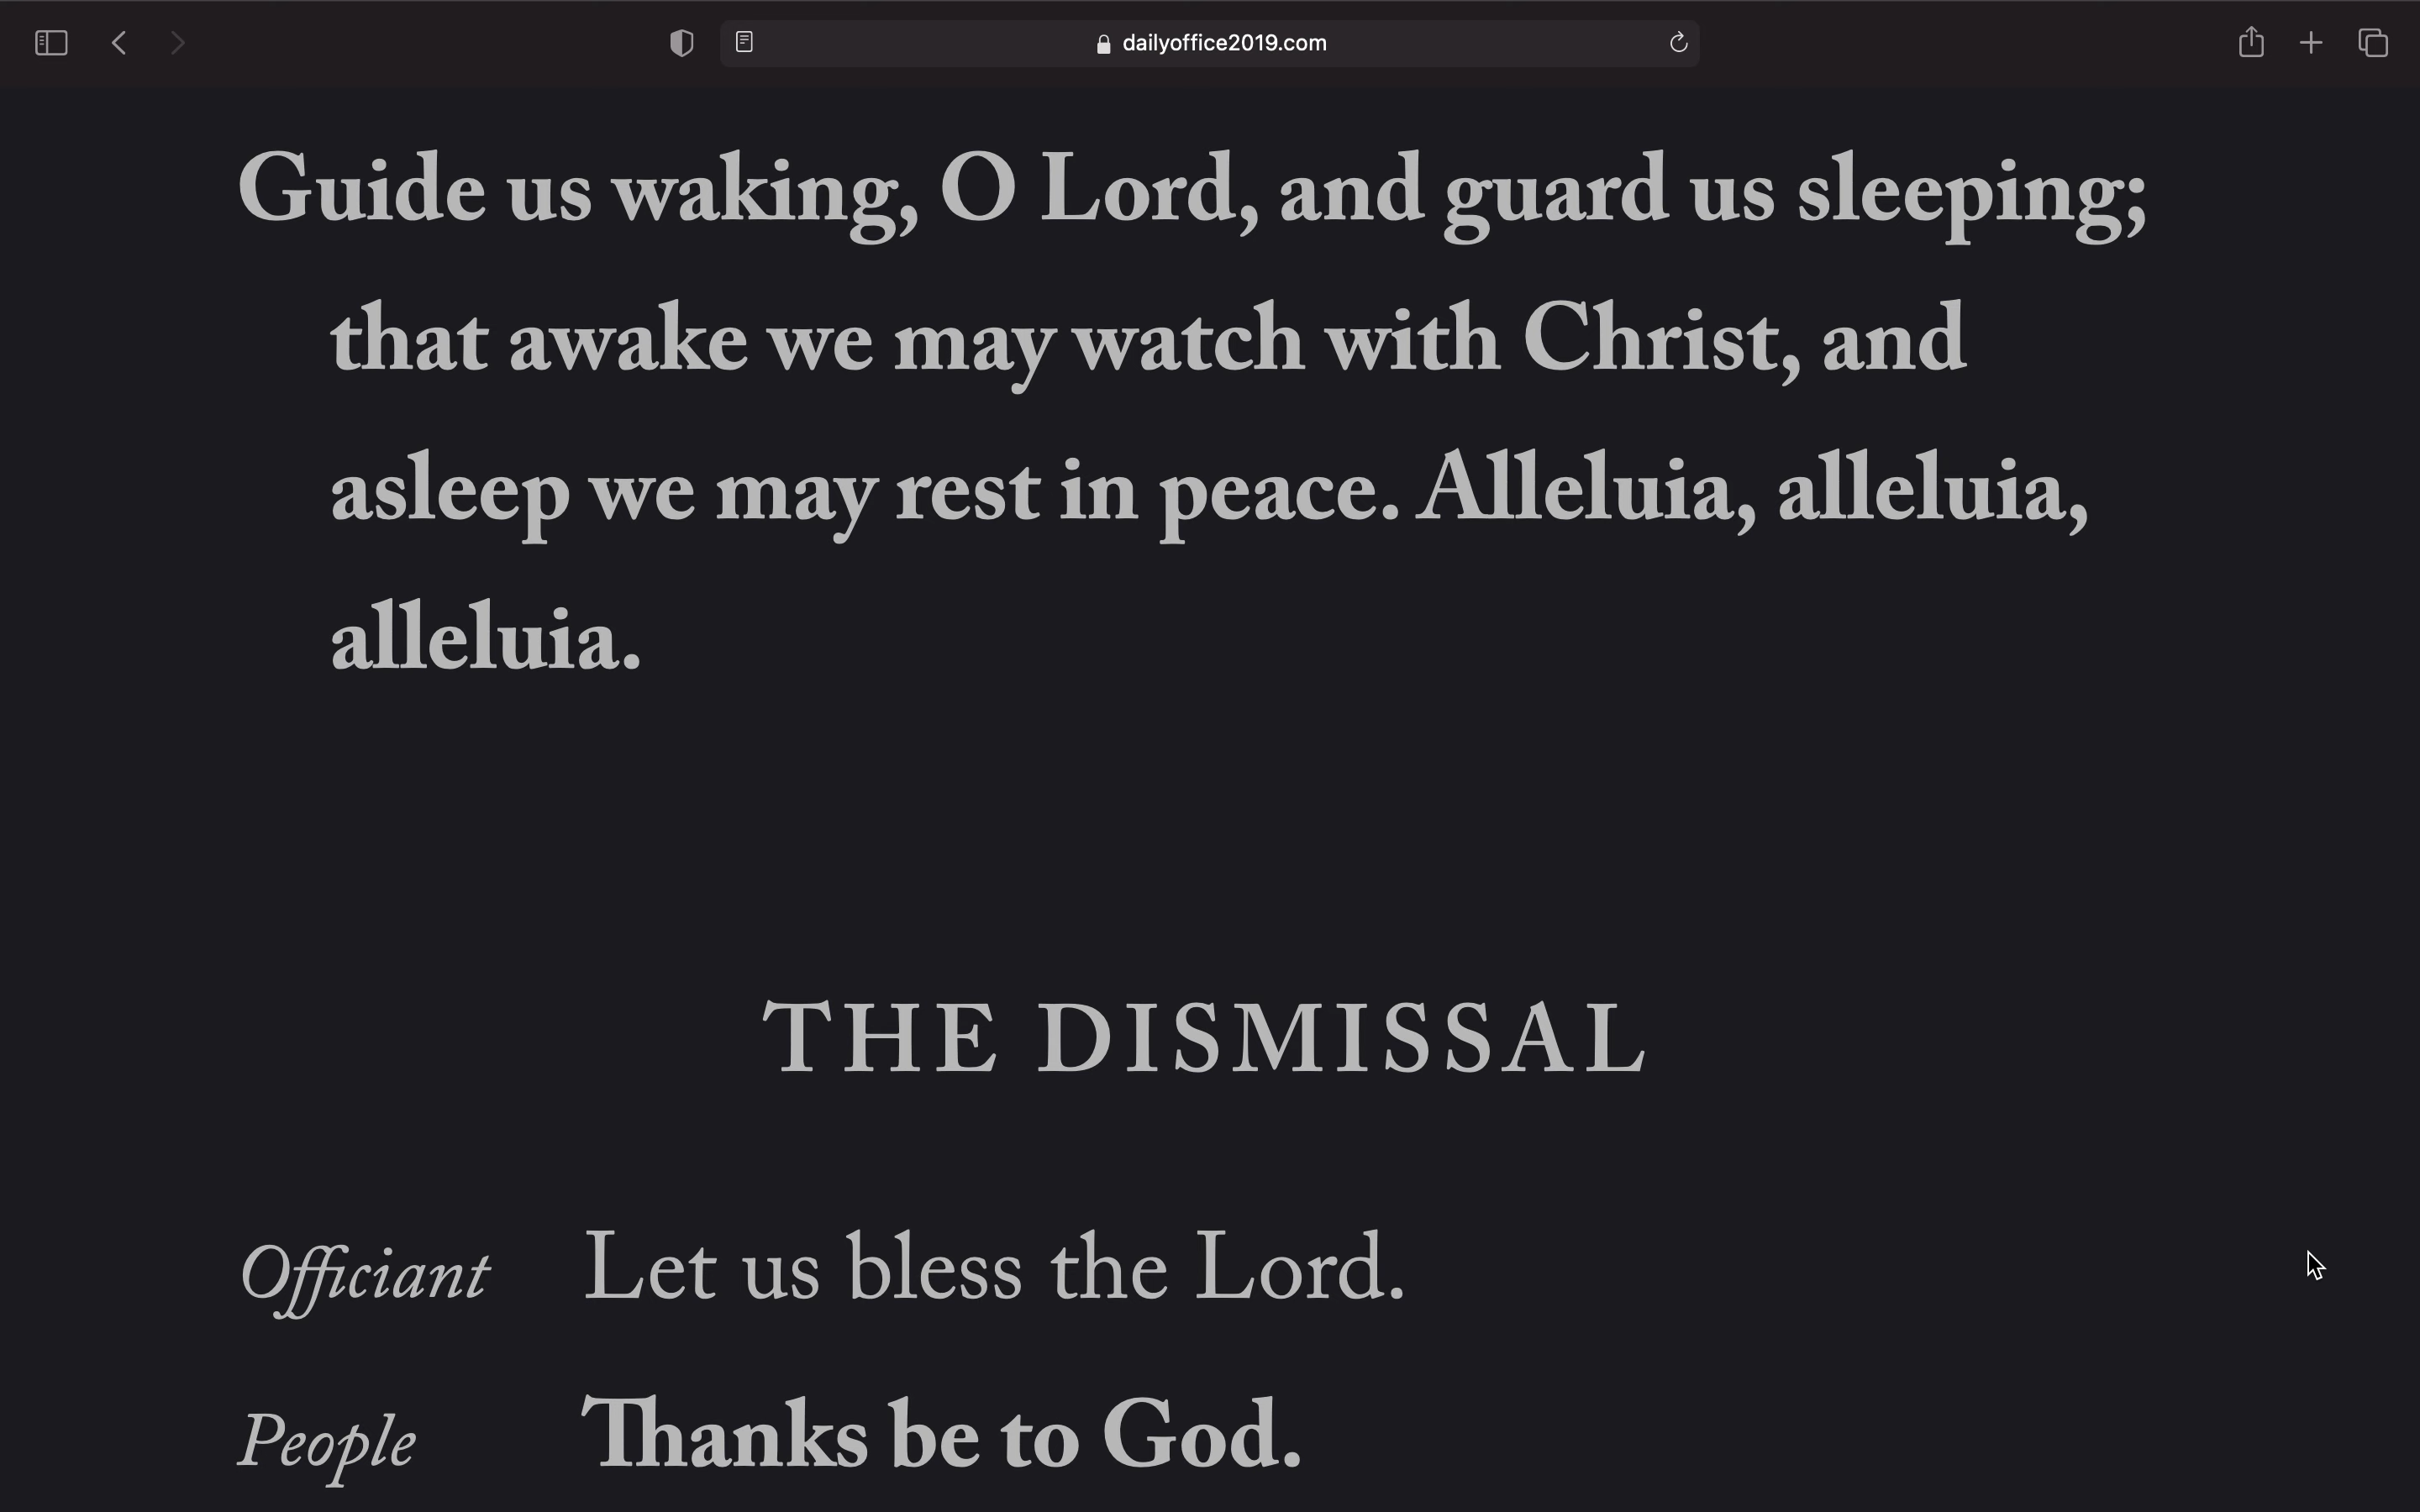 dailyoffice2019.com
Guide us waking, O Lord, and guard us sleeping;
that awake we may watch with Christ, and
asleep we may rest in peace. Alleluia, alleluia,
alleluia.
THE DISMISSAL
Officiant Let us bless the Lord.
People Thanks be to God.